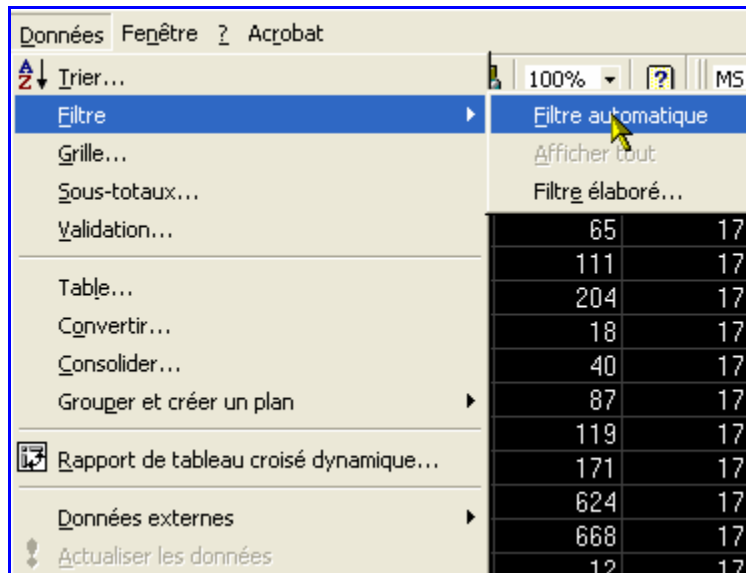 Données Fenêtre ? Acrobat
Trier...
100% ? MS
Filtre
Filtre automatique
Grille...
Afficher tout
Sous-totaux...
Filtre élaboré...
Validation...
65 17
111 17
Table...
204 17
Convertir...
18 17
Consolider...
40 17
Grouper et créer un plan
87 17
119 17
Rapport de tableau croisé dynamique...
171 17
624 17
Données externes
668 17
Actualiser les données
12 17